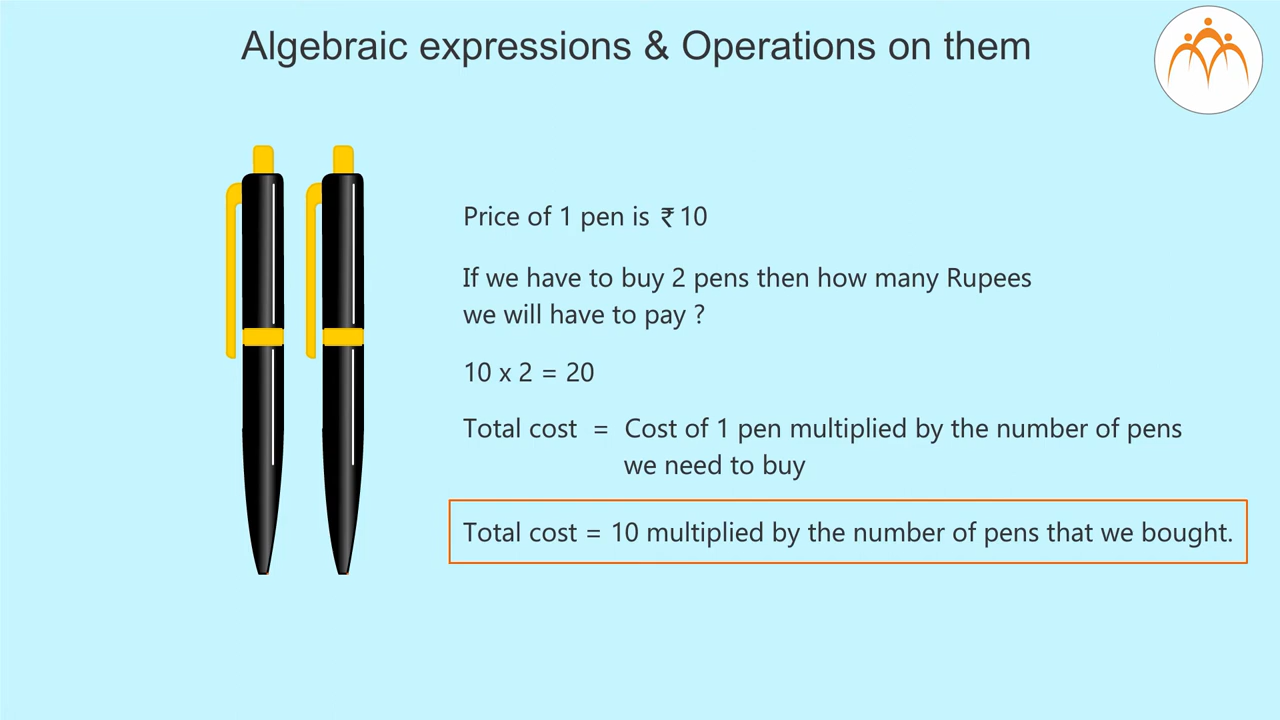 Algebraic expressions & Operations on them
Price of 1 pen is ₹ 10
If we have to buy 2 pens then how many Rupees
we will have to pay ?
10 x 2 = 20
Total cost = Cost of 1 pen multiplied by the number of pens
we need to buy
Total cost = 10 multiplied by the number of pens that we bought.